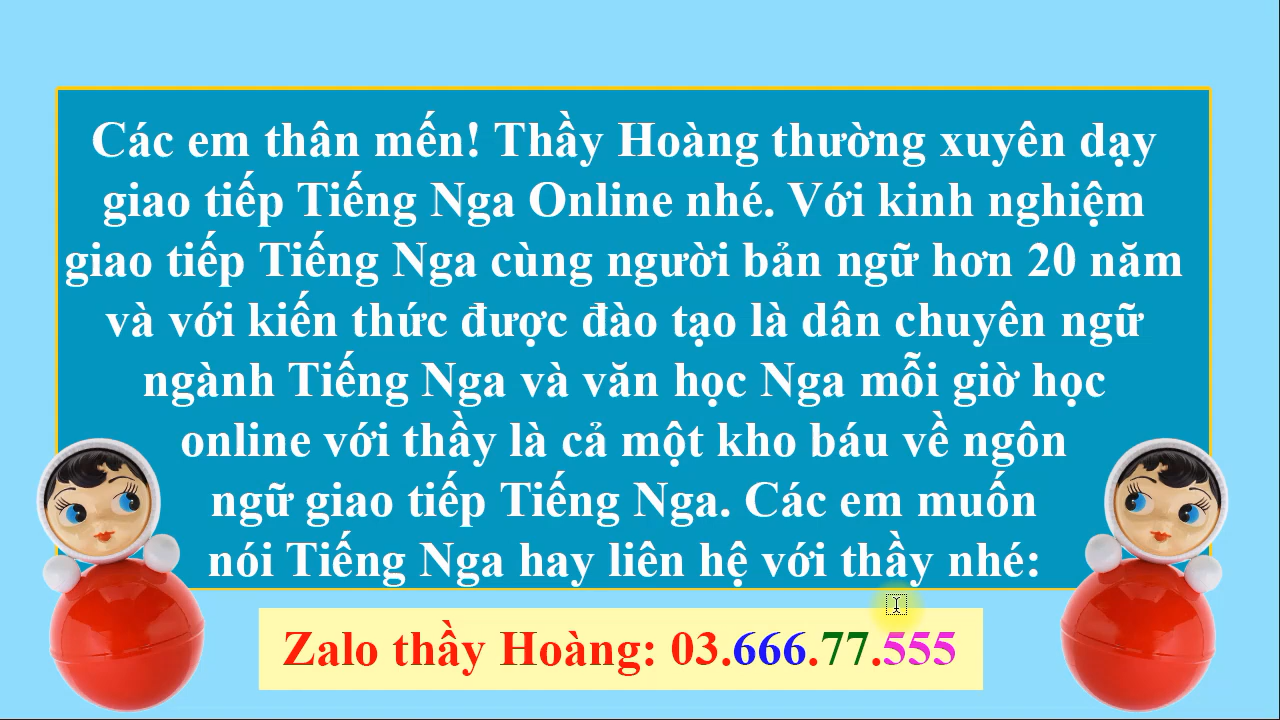 Các em thân mến! Thầy Hoàng thường xuyên dạy
giao tiếp Tiếng Nga Online nhé. Với kinh nghiệm
giao tiếp Tiếng Nga cùng người bản ngữ hơn 20 năm
và với kiến thức được đào tạo là dân chuyên ngữ
ngành Tiếng Nga và văn học Nga mỗi giờ học
online với thầy là cả một kho báu về ngôn
ngữ giao tiếp Tiếng Nga. Các em muốn
nói Tiếng Nga hay liên hệ với thầy nhé:
Zalo thầy Hoàng: 03.666.77.555